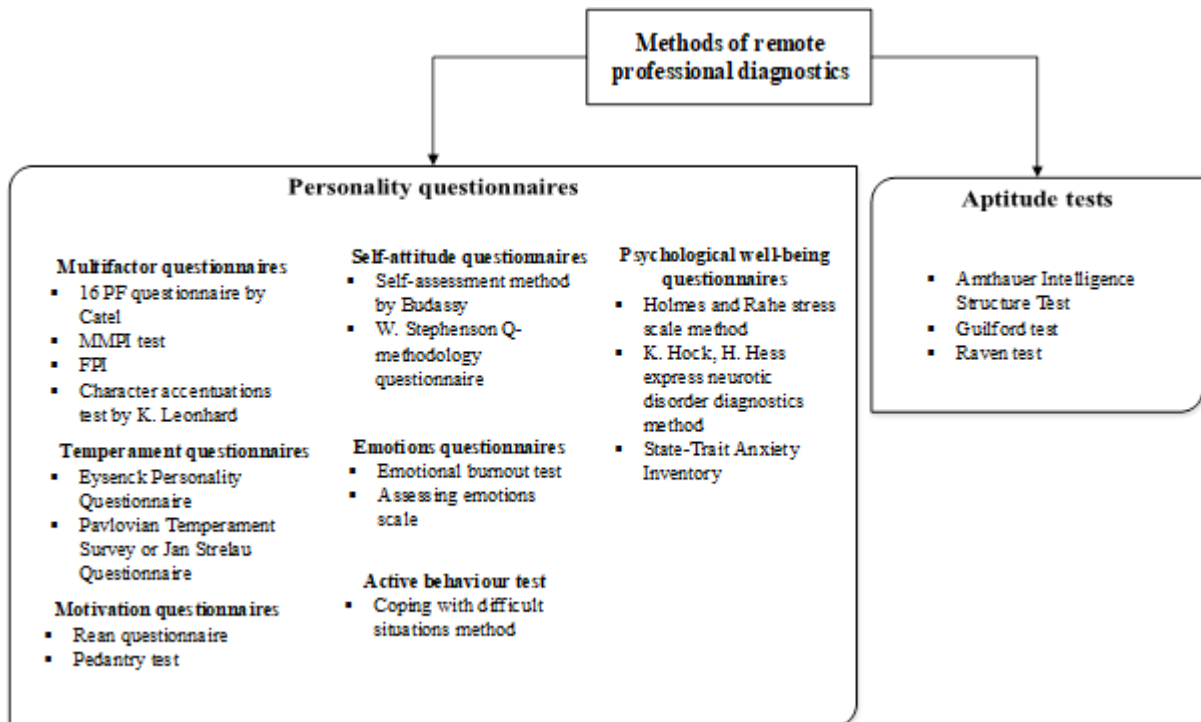 Methods of remote
professional diagnostics
Personality questionnaires
Multifactor questionnaires
▪ 16 PF questionnaire by
Catel
▪ MMPI test
▪ FPI
▪ Character accentuations
test by K. Leonhard
Temperament questionnaires
▪ Eysenck Personality
Questionnaire
▪ Pavlovian Temperament
Survey or Jan Strelau
Questionnaire
Motivation questionnaires
▪ Rean questionnaire
▪ Pedantry test
Self-attitude questionnaires
▪ Self-assessment method
by Budassy
▪ W. Stephenson Q-
methodology
questionnaire
Emotions questionnaires
▪ Emotional burnout test
▪ Assessing emotions
scale
Active behaviour test
▪ Coping with difficult
situations method
Psychological well-being
questionnaires
▪ Holmes and Rahe stress
scale method
▪ K. Hock, H. Hess
express neurotic
disorder diagnostics
method
▪ State-Trait Anxiety
Inventory
Aptitude tests
▪ Amthauer Intelligence
Structure Test
▪ Guilford test
▪ Raven test